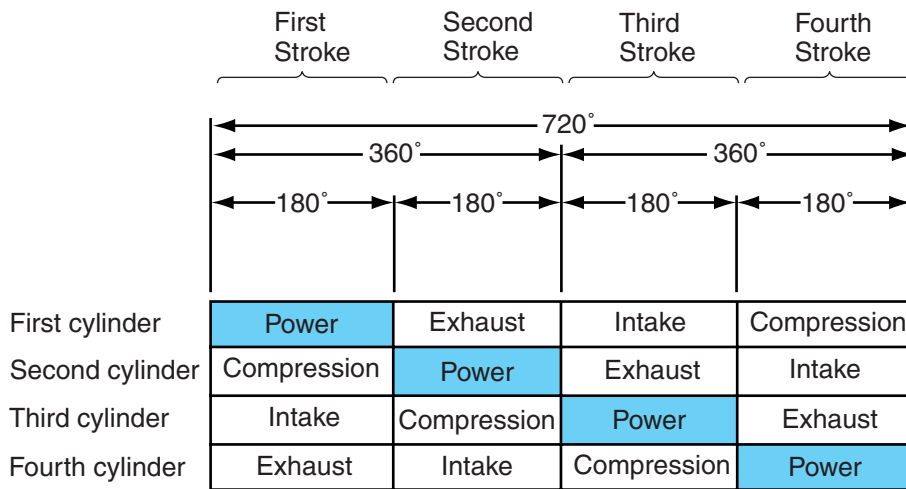 First Stroke
Second Stroke
Third Stroke
Fourth Stroke
720°
360° 360°
180° 180° 180° 180°
First cylinder Power Exhaust Intake Compression
Second cylinder Compression Power Exhaust Intake
Third cylinder Intake Compression Power Exhaust
Fourth cylinder Exhaust Intake Compression Power